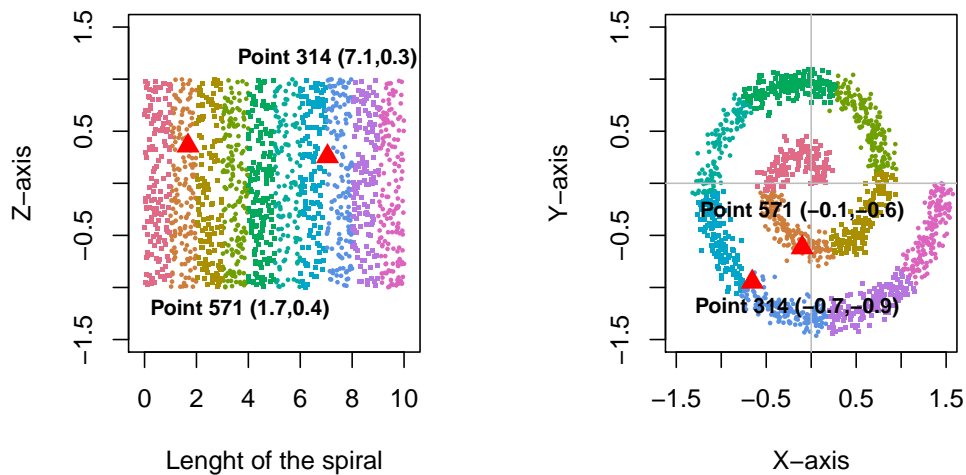 Z−axis
1.5
0.5
−0.5
−1.5
Point 314 (7.1,0.3)
Point 571 (1.7,0.4)
0 2 4 6 8 10
Lenght of the spiral
Y−axis
1.5
0.5
−0.5
−1.5
Point 571 (−0.1,−0.6)
Point 314 (−0.7,−0.9)
−1.5 −0.5 0.5 1.5
X−axis